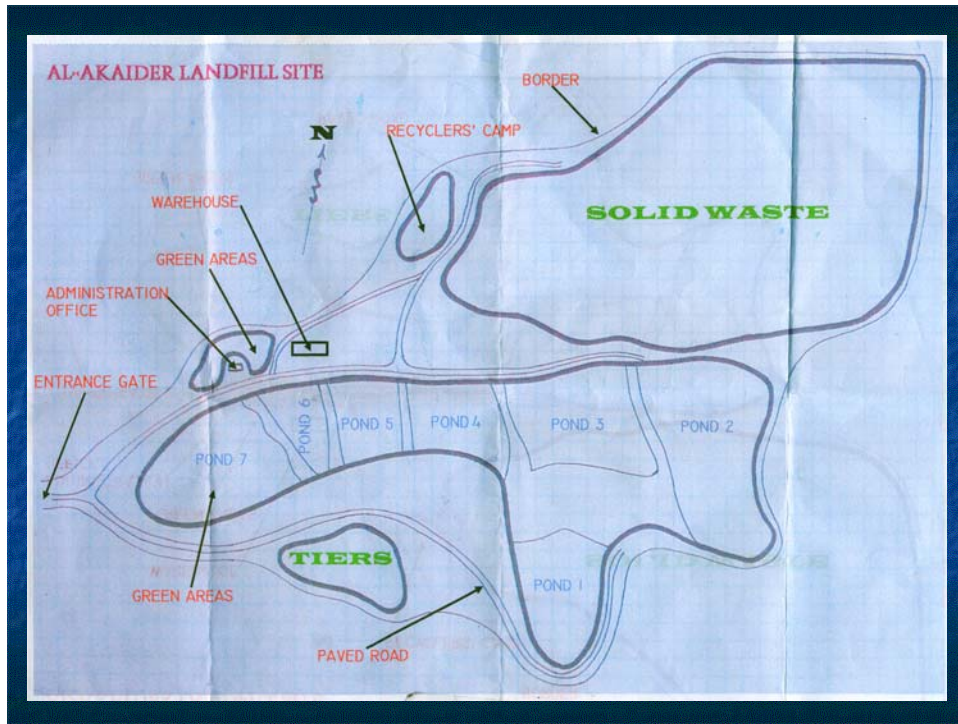 AL-AKAIDER LANDFILL SITE
BORDER
N
RECYCLERS' CAMP
WAREHOUSE
SOLID WASTE
GREEN AREAS
ADMINISTRATION
OFFICE
ENTRANCE GATE
POND 6
POND 5
POND 4
POND 3
POND 2
POND 7
TIERS
POND 1
GREEN AREAS
PAVED ROAD